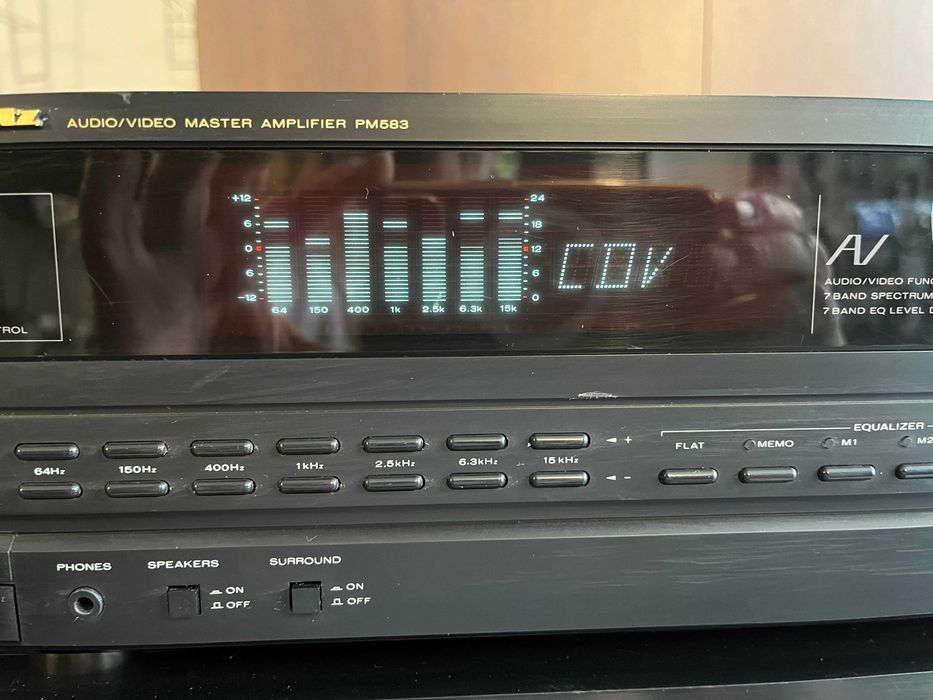 AUDIO/VIDEO MASTER AMPLIFIER PM583
+12 24
6 18
0 12
6 6
-12 0
64 150 400 1k 2.5k 6.3k 15k
CDV
AV
AUDIO/VIDEO FUNC
7 BAND SPECTRUM
7 BAND EQ LEVEL D
TROL
EQUALIZER
64Hz 150Hz 400Hz 1kHz 2.5kHz 6.3kHz 15kHz
+
-
FLAT MEMO M1 M2
PHONES SPEAKERS SURROUND
ON ON
OFF OFF